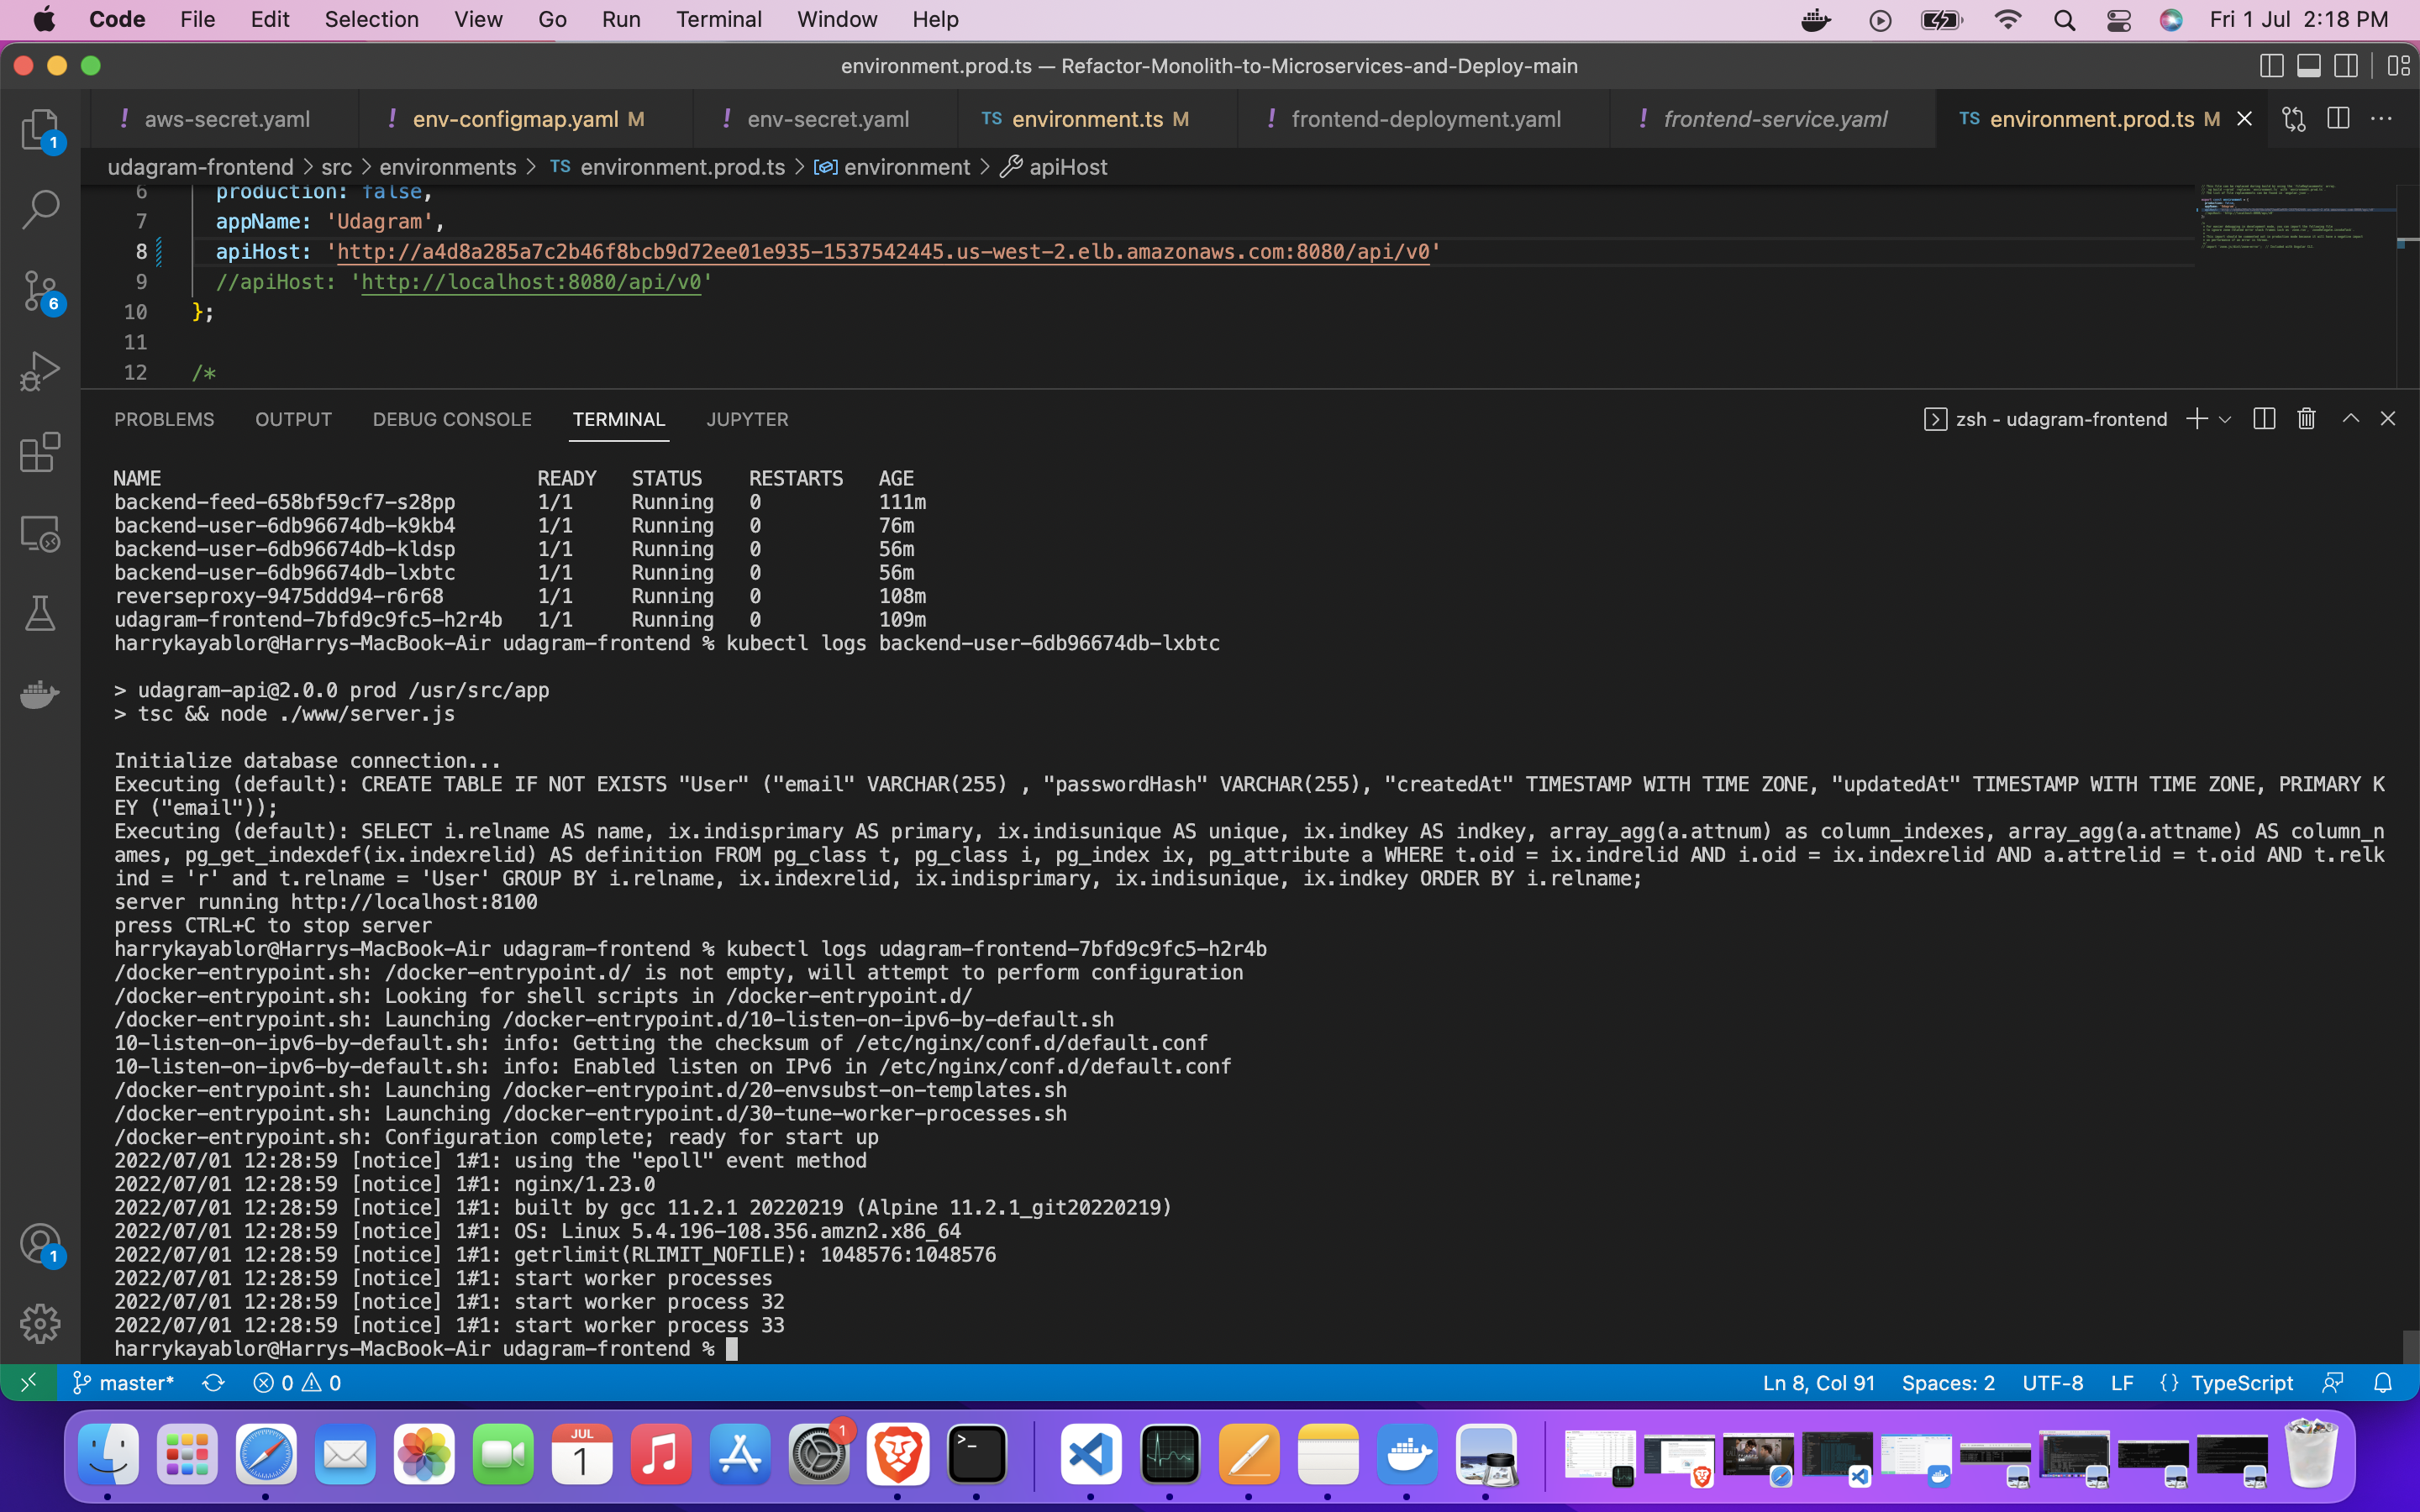 Code File Edit Selection View Go Run Terminal Window Help Fri 1 Jul 2:18 PM
environment.prod.ts — Refactor-Monolith-to-Microservices-and-Deploy-main
! aws-secret.yaml ! env-configmap.yaml M ! env-secret.yaml TS environment.ts M ! frontend-deployment.yaml ! frontend-service.yaml TS environment.prod.ts M
udagram-frontend > src > environments > TS environment.prod.ts > environment > apiHost
6 production: false,
7 appName: 'Udagram',
8 apiHost: 'http://a4d8a285a7c2b46f8bcb9d72ee01e935-1537542445.us-west-2.elb.amazonaws.com:8080/api/v0'
9 //apiHost: 'http://localhost:8080/api/v0'
10 };
11
12 /*
PROBLEMS OUTPUT DEBUG CONSOLE TERMINAL JUPYTER zsh - udagram-frontend
NAME READY STATUS RESTARTS AGE
backend-feed-658bf59cf7-s28pp 1/1 Running 0 111m
backend-user-6db96674db-k9kb4 1/1 Running 0 76m
backend-user-6db96674db-kldsp 1/1 Running 0 56m
backend-user-6db96674db-lxbtc 1/1 Running 0 56m
reverseproxy-9475ddd94-r6r68 1/1 Running 0 108m
udagram-frontend-7bfd9c9fc5-h2r4b 1/1 Running 0 109m
harrykayablor@Harrys-MacBook-Air udagram-frontend % kubectl logs backend-user-6db96674db-lxbtc
> udagram-api@2.0.0 prod /usr/src/app
> tsc && node ./www/server.js
Initialize database connection...
Executing (default): CREATE TABLE IF NOT EXISTS "User" ("email" VARCHAR(255) , "passwordHash" VARCHAR(255), "createdAt" TIMESTAMP WITH TIME ZONE, "updatedAt" TIMESTAMP WITH TIME ZONE, PRIMARY K
EY ("email"));
Executing (default): SELECT i.relname AS name, ix.indisprimary AS primary, ix.indisunique AS unique, ix.indkey AS indkey, array_agg(a.attnum) as column_indexes, array_agg(a.attname) AS column_n
ames, pg_get_indexdef(ix.indexrelid) AS definition FROM pg_class t, pg_class i, pg_index ix, pg_attribute a WHERE t.oid = ix.indrelid AND i.oid = ix.indexrelid AND a.attrelid = t.oid AND t.relk
ind = 'r' and t.relname = 'User' GROUP BY i.relname, ix.indexrelid, ix.indisprimary, ix.indisunique, ix.indkey ORDER BY i.relname;
server running http://localhost:8100
press CTRL+C to stop server
harrykayablor@Harrys-MacBook-Air udagram-frontend % kubectl logs udagram-frontend-7bfd9c9fc5-h2r4b
/docker-entrypoint.sh: /docker-entrypoint.d/ is not empty, will attempt to perform configuration
/docker-entrypoint.sh: Looking for shell scripts in /docker-entrypoint.d/
/docker-entrypoint.sh: Launching /docker-entrypoint.d/10-listen-on-ipv6-by-default.sh
10-listen-on-ipv6-by-default.sh: info: Getting the checksum of /etc/nginx/conf.d/default.conf
10-listen-on-ipv6-by-default.sh: info: Enabled listen on IPv6 in /etc/nginx/conf.d/default.conf
/docker-entrypoint.sh: Launching /docker-entrypoint.d/20-envsubst-on-templates.sh
/docker-entrypoint.sh: Launching /docker-entrypoint.d/30-tune-worker-processes.sh
/docker-entrypoint.sh: Configuration complete; ready for start up
2022/07/01 12:28:59 [notice] 1#1: using the "epoll" event method
2022/07/01 12:28:59 [notice] 1#1: nginx/1.23.0
2022/07/01 12:28:59 [notice] 1#1: built by gcc 11.2.1 20220219 (Alpine 11.2.1_git20220219)
2022/07/01 12:28:59 [notice] 1#1: OS: Linux 5.4.196-108.356.amzn2.x86_64
2022/07/01 12:28:59 [notice] 1#1: getrlimit(RLIMIT_NOFILE): 1048576:1048576
2022/07/01 12:28:59 [notice] 1#1: start worker processes
2022/07/01 12:28:59 [notice] 1#1: start worker process 32
2022/07/01 12:28:59 [notice] 1#1: start worker process 33
harrykayablor@Harrys-MacBook-Air udagram-frontend %
master* 0 0 Ln 8, Col 91 Spaces: 2 UTF-8 LF {} TypeScript
1
6
1
JUL
1
1